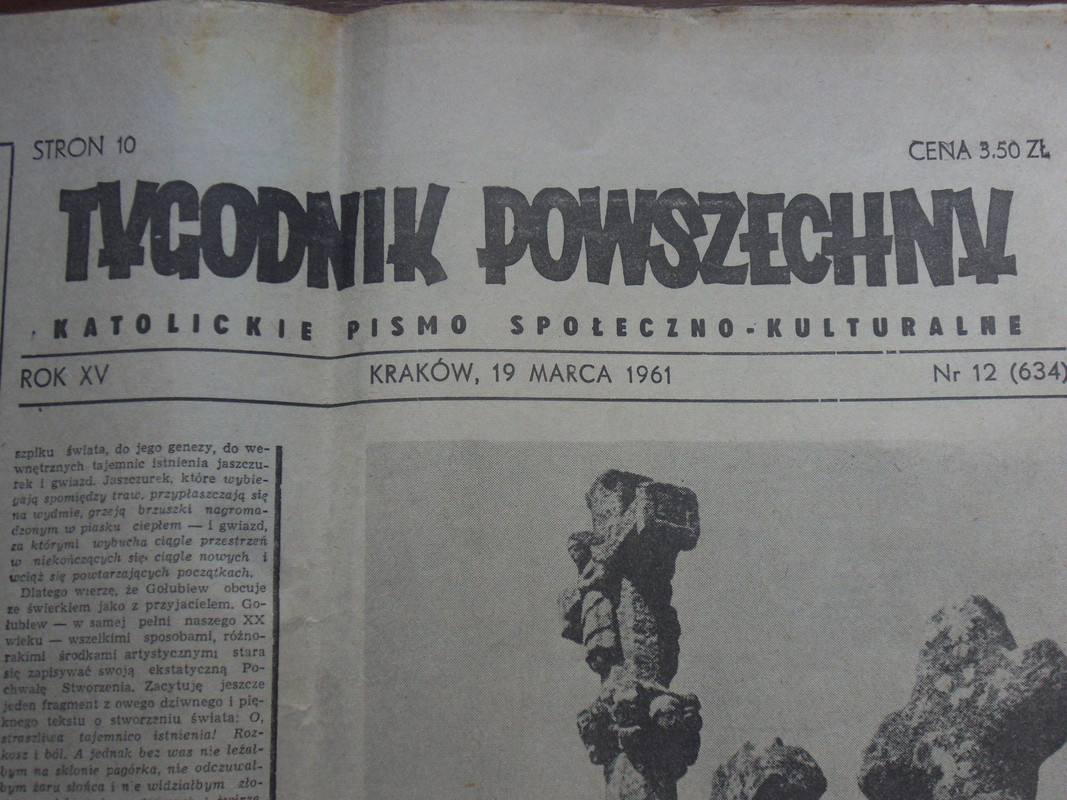 STRON 10
CENA 3.50 ZŁ
TYGODNIK POWSZECHNY
KATOLICKIE PISMO SPOŁECZNO-KULTURALNE
ROK XV
KRAKÓW, 19 MARCA 1961
Nr 12 (634)
szpiku świata, do jego genezy, do we-
wnętrznych tajemnic istnienia jaszczu-
rek i gwiazd. Jaszczurek, które wybie-
gają spomiędzy traw, przypłaszczają się
na wydmie, grzeją brzuszki nagroma-
dzonym w piasku ciepłem — i gwiazd,
za którymi wybucha ciągle przestrzeń
w niekończących się, ciągle nowych i
wciąż się powtarzających początkach.
Dlatego wierzę, że Gołubiew obcuje
ze świerkiem jako z przyjacielem. Go-
łubiew — w samej pełni naszego XX
wieku — wszelkimi sposobami, różno-
rakimi środkami artystycznymi stara
się zapisywać swoją ekstatyczną Po-
chwałę Stworzenia. Zacytuję jeszcze
jeden fragment z owego dziwnego i pię-
knego tekstu o stworzeniu świata: O,
straszliwa tajemnico istnienia! Roz-
kosz i ból. A jednak bez was nie leżał-
bym na skłonie pagórka, nie odczuwał-
bym żaru słońca i nie widziałbym zło-